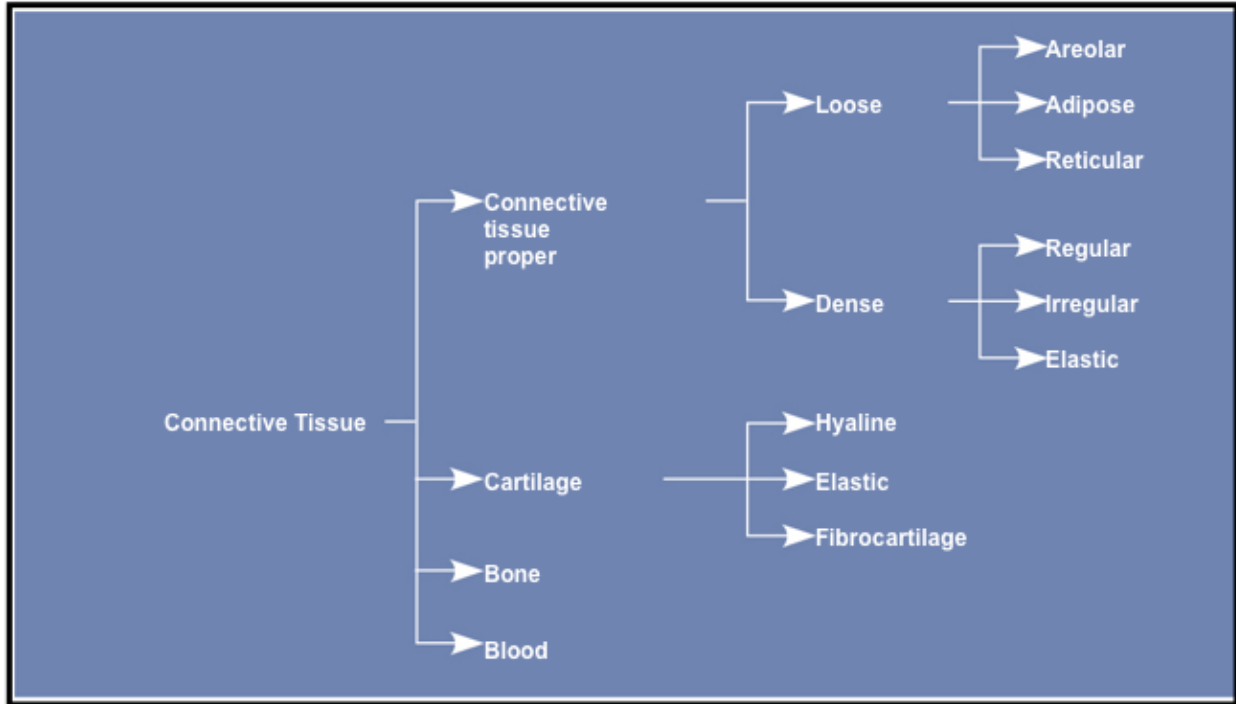 Areolar
Loose
Adipose
Reticular
Connective
tissue
proper
Regular
Dense
Irregular
Elastic
Connective Tissue
Hyaline
Cartilage
Elastic
Fibrocartilage
Bone
Blood